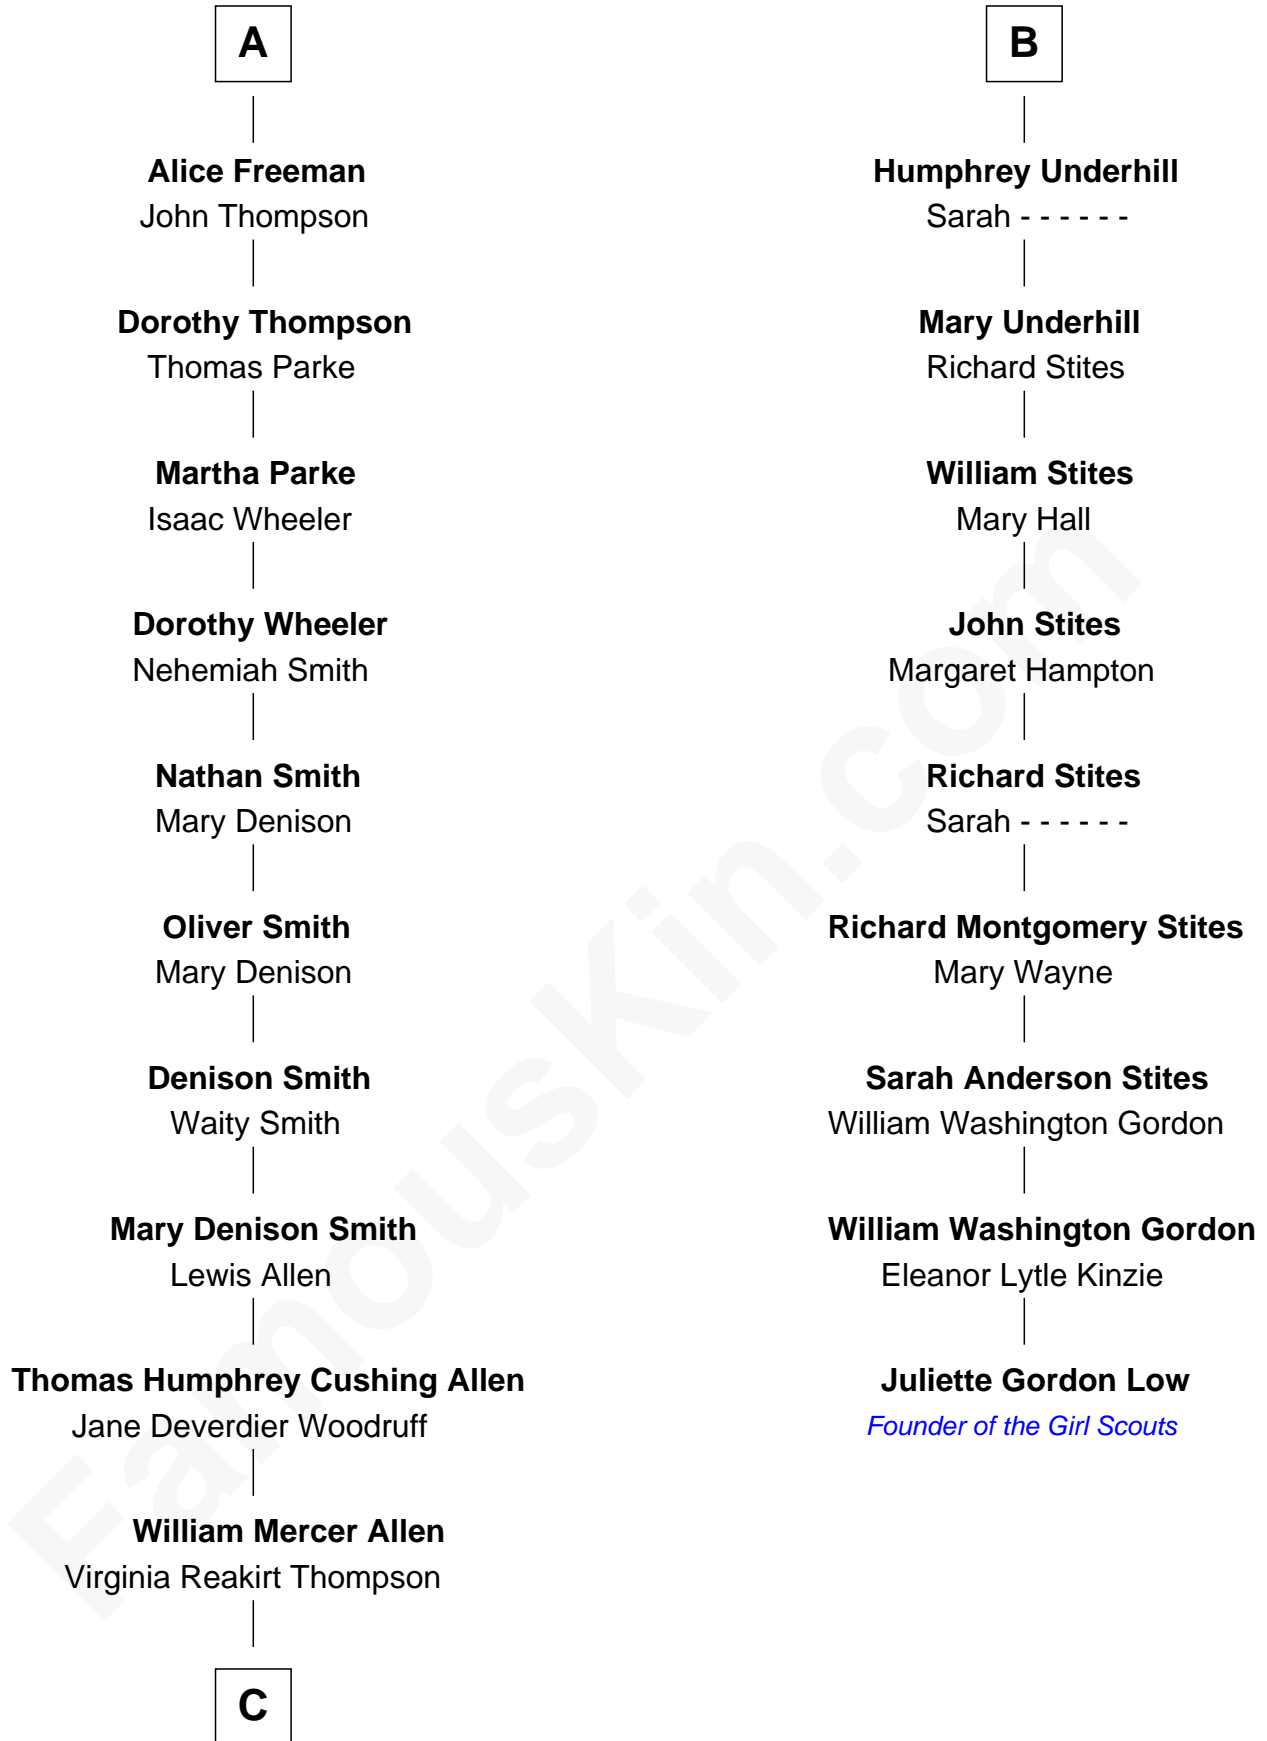 A
Alice Freeman
John Thompson
Dorothy Thompson
Thomas Parke
Martha Parke
Isaac Wheeler
Dorothy Wheeler
Nehemiah Smith
Nathan Smith
Mary Denison
Oliver Smith
Mary Denison
Denison Smith
Waity Smith
Mary Denison Smith
Lewis Allen
Thomas Humphrey Cushing Allen
Jane Deverdier Woodruff
William Mercer Allen
Virginia Reakirt Thompson
C
B
Humphrey Underhill
Sarah - - - - - -
Mary Underhill
Richard Stites
William Stites
Mary Hall
John Stites
Margaret Hampton
Richard Stites
Sarah - - - - - -
Richard Montgomery Stites
Mary Wayne
Sarah Anderson Stites
William Washington Gordon
William Washington Gordon
Eleanor Lytle Kinzie
Juliette Gordon Low
Founder of the Girl Scouts
FamousKin.com